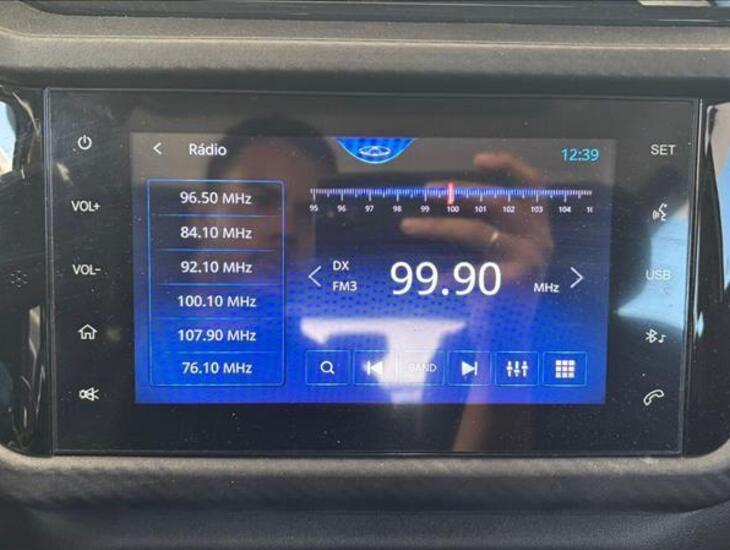 Rádio
12:39
SET
VOL+
VOL-
USB
96.50 MHz
84.10 MHz
92.10 MHz
100.10 MHz
107.90 MHz
76.10 MHz
95 96 97 98 99 100 101 102 103 104
DX
FM3
99.90 MHz
BAND